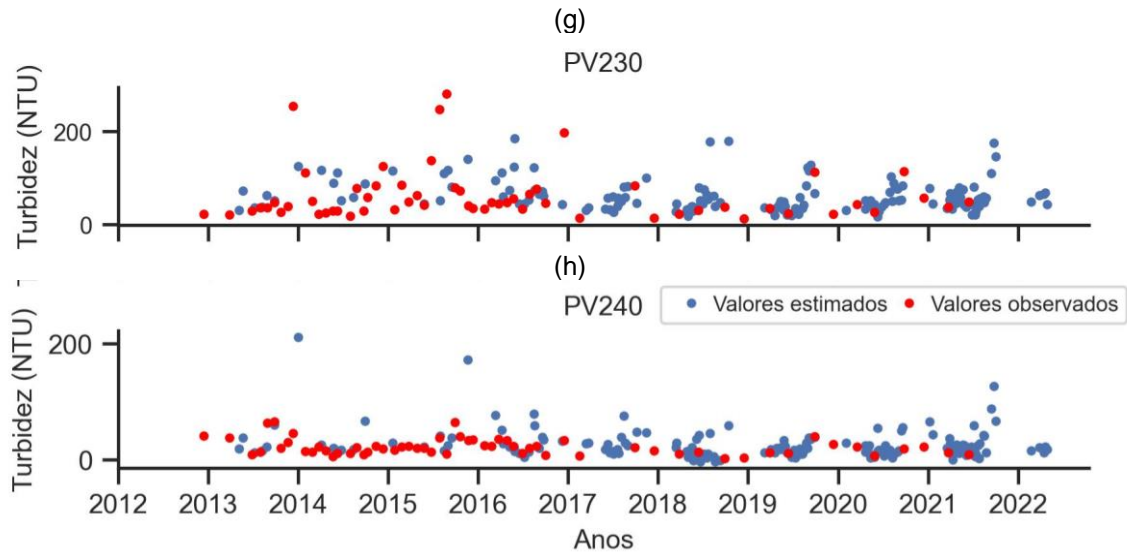 (g)
PV230
Turbidez (NTU)
200
0
(h)
PV240
Valores estimados
Valores observados
Turbidez (NTU)
200
0
2012 2013 2014 2015 2016 2017 2018 2019 2020 2021 2022
Anos